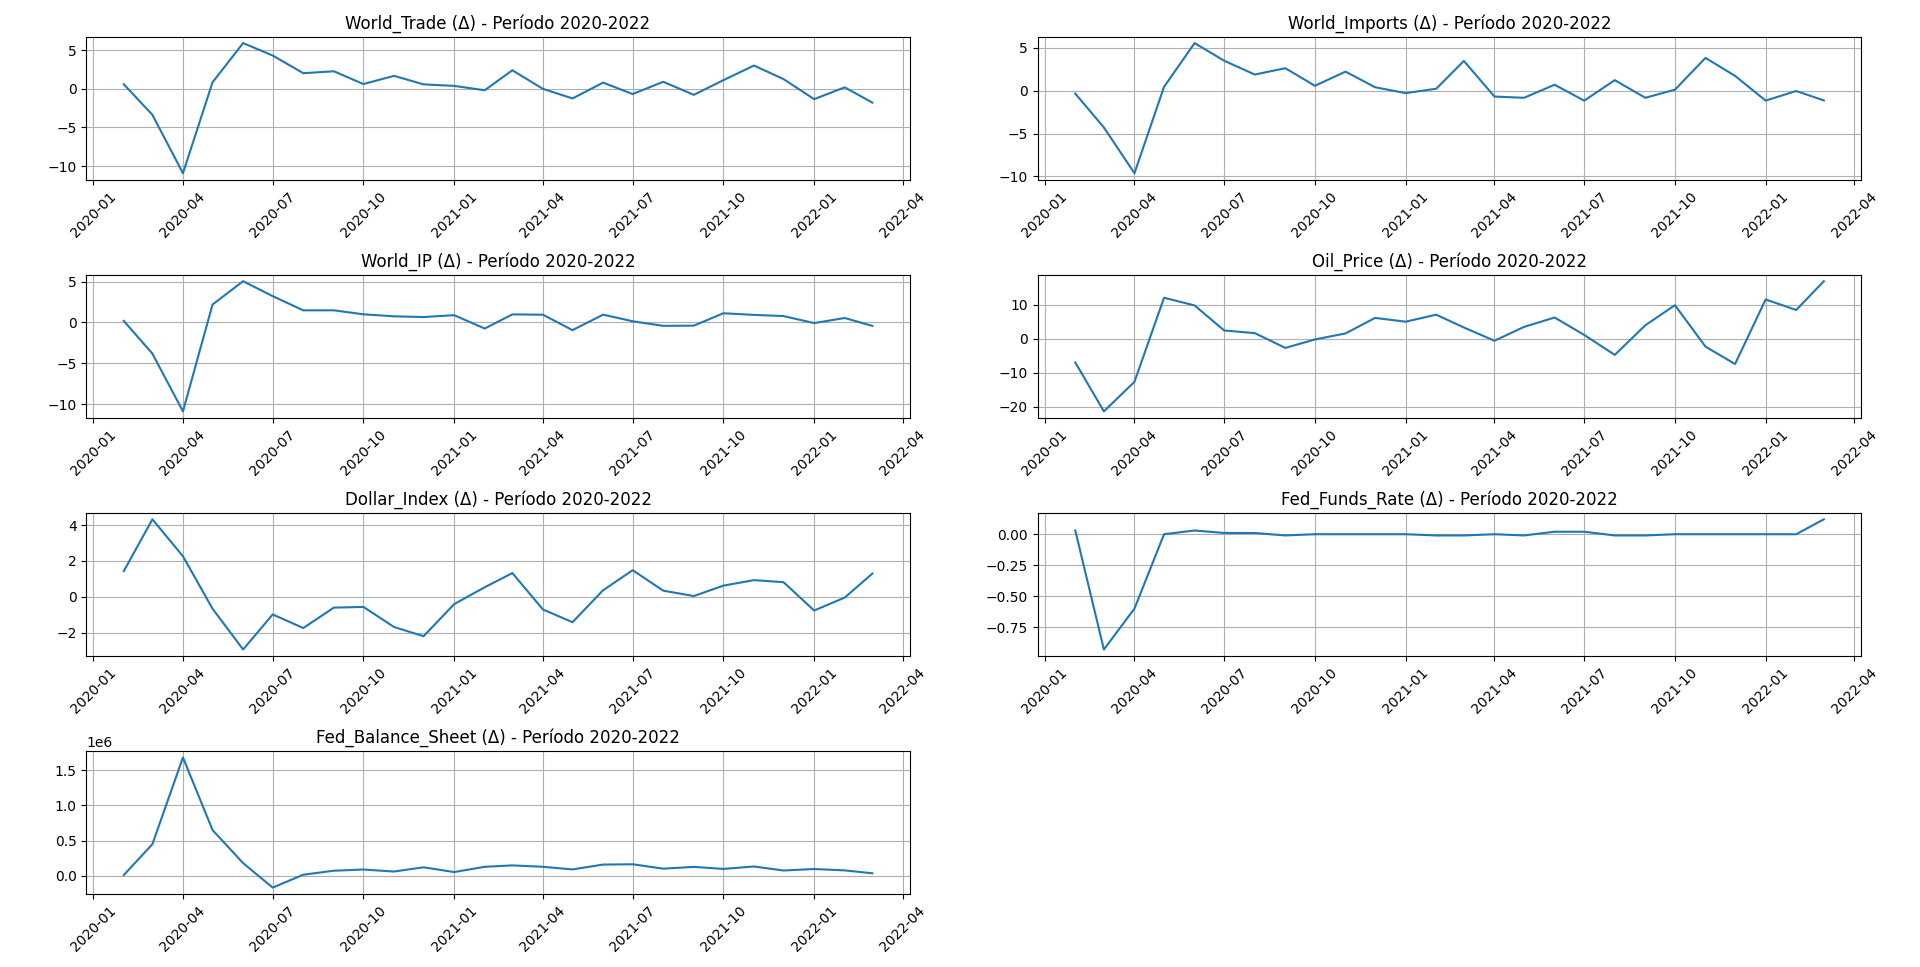 World_Trade (Δ) - Período 2020-2022
5
0
−5
−10
2020-01 2020-04 2020-07 2020-10 2021-01 2021-04 2021-07 2021-10 2022-01 2022-04
World_Imports (Δ) - Período 2020-2022
5
0
−5
−10
2020-01 2020-04 2020-07 2020-10 2021-01 2021-04 2021-07 2021-10 2022-01 2022-04
World_IP (Δ) - Período 2020-2022
5
0
−5
−10
2020-01 2020-04 2020-07 2020-10 2021-01 2021-04 2021-07 2021-10 2022-01 2022-04
Oil_Price (Δ) - Período 2020-2022
10
0
−10
−20
2020-01 2020-04 2020-07 2020-10 2021-01 2021-04 2021-07 2021-10 2022-01 2022-04
Dollar_Index (Δ) - Período 2020-2022
4
2
0
−2
2020-01 2020-04 2020-07 2020-10 2021-01 2021-04 2021-07 2021-10 2022-01 2022-04
Fed_Funds_Rate (Δ) - Período 2020-2022
0.00
−0.25
−0.50
−0.75
2020-01 2020-04 2020-07 2020-10 2021-01 2021-04 2021-07 2021-10 2022-01 2022-04
Fed_Balance_Sheet (Δ) - Período 2020-2022
1e6
1.5
1.0
0.5
0.0
2020-01 2020-04 2020-07 2020-10 2021-01 2021-04 2021-07 2021-10 2022-01 2022-04